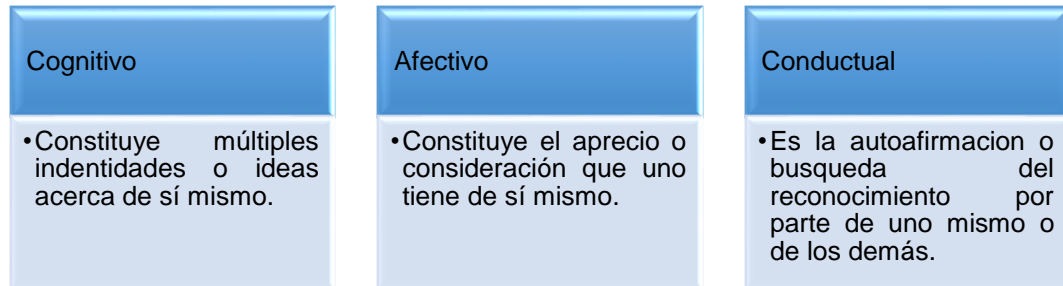 Cognitivo
•Constituye múltiples
indentidades o ideas
acerca de sí mismo.
Afectivo
•Constituye el aprecio o
consideración que uno
tiene de sí mismo.
Conductual
•Es la autoafirmacion o
busqueda del
reconocimiento por
parte de uno mismo o
de los demás.